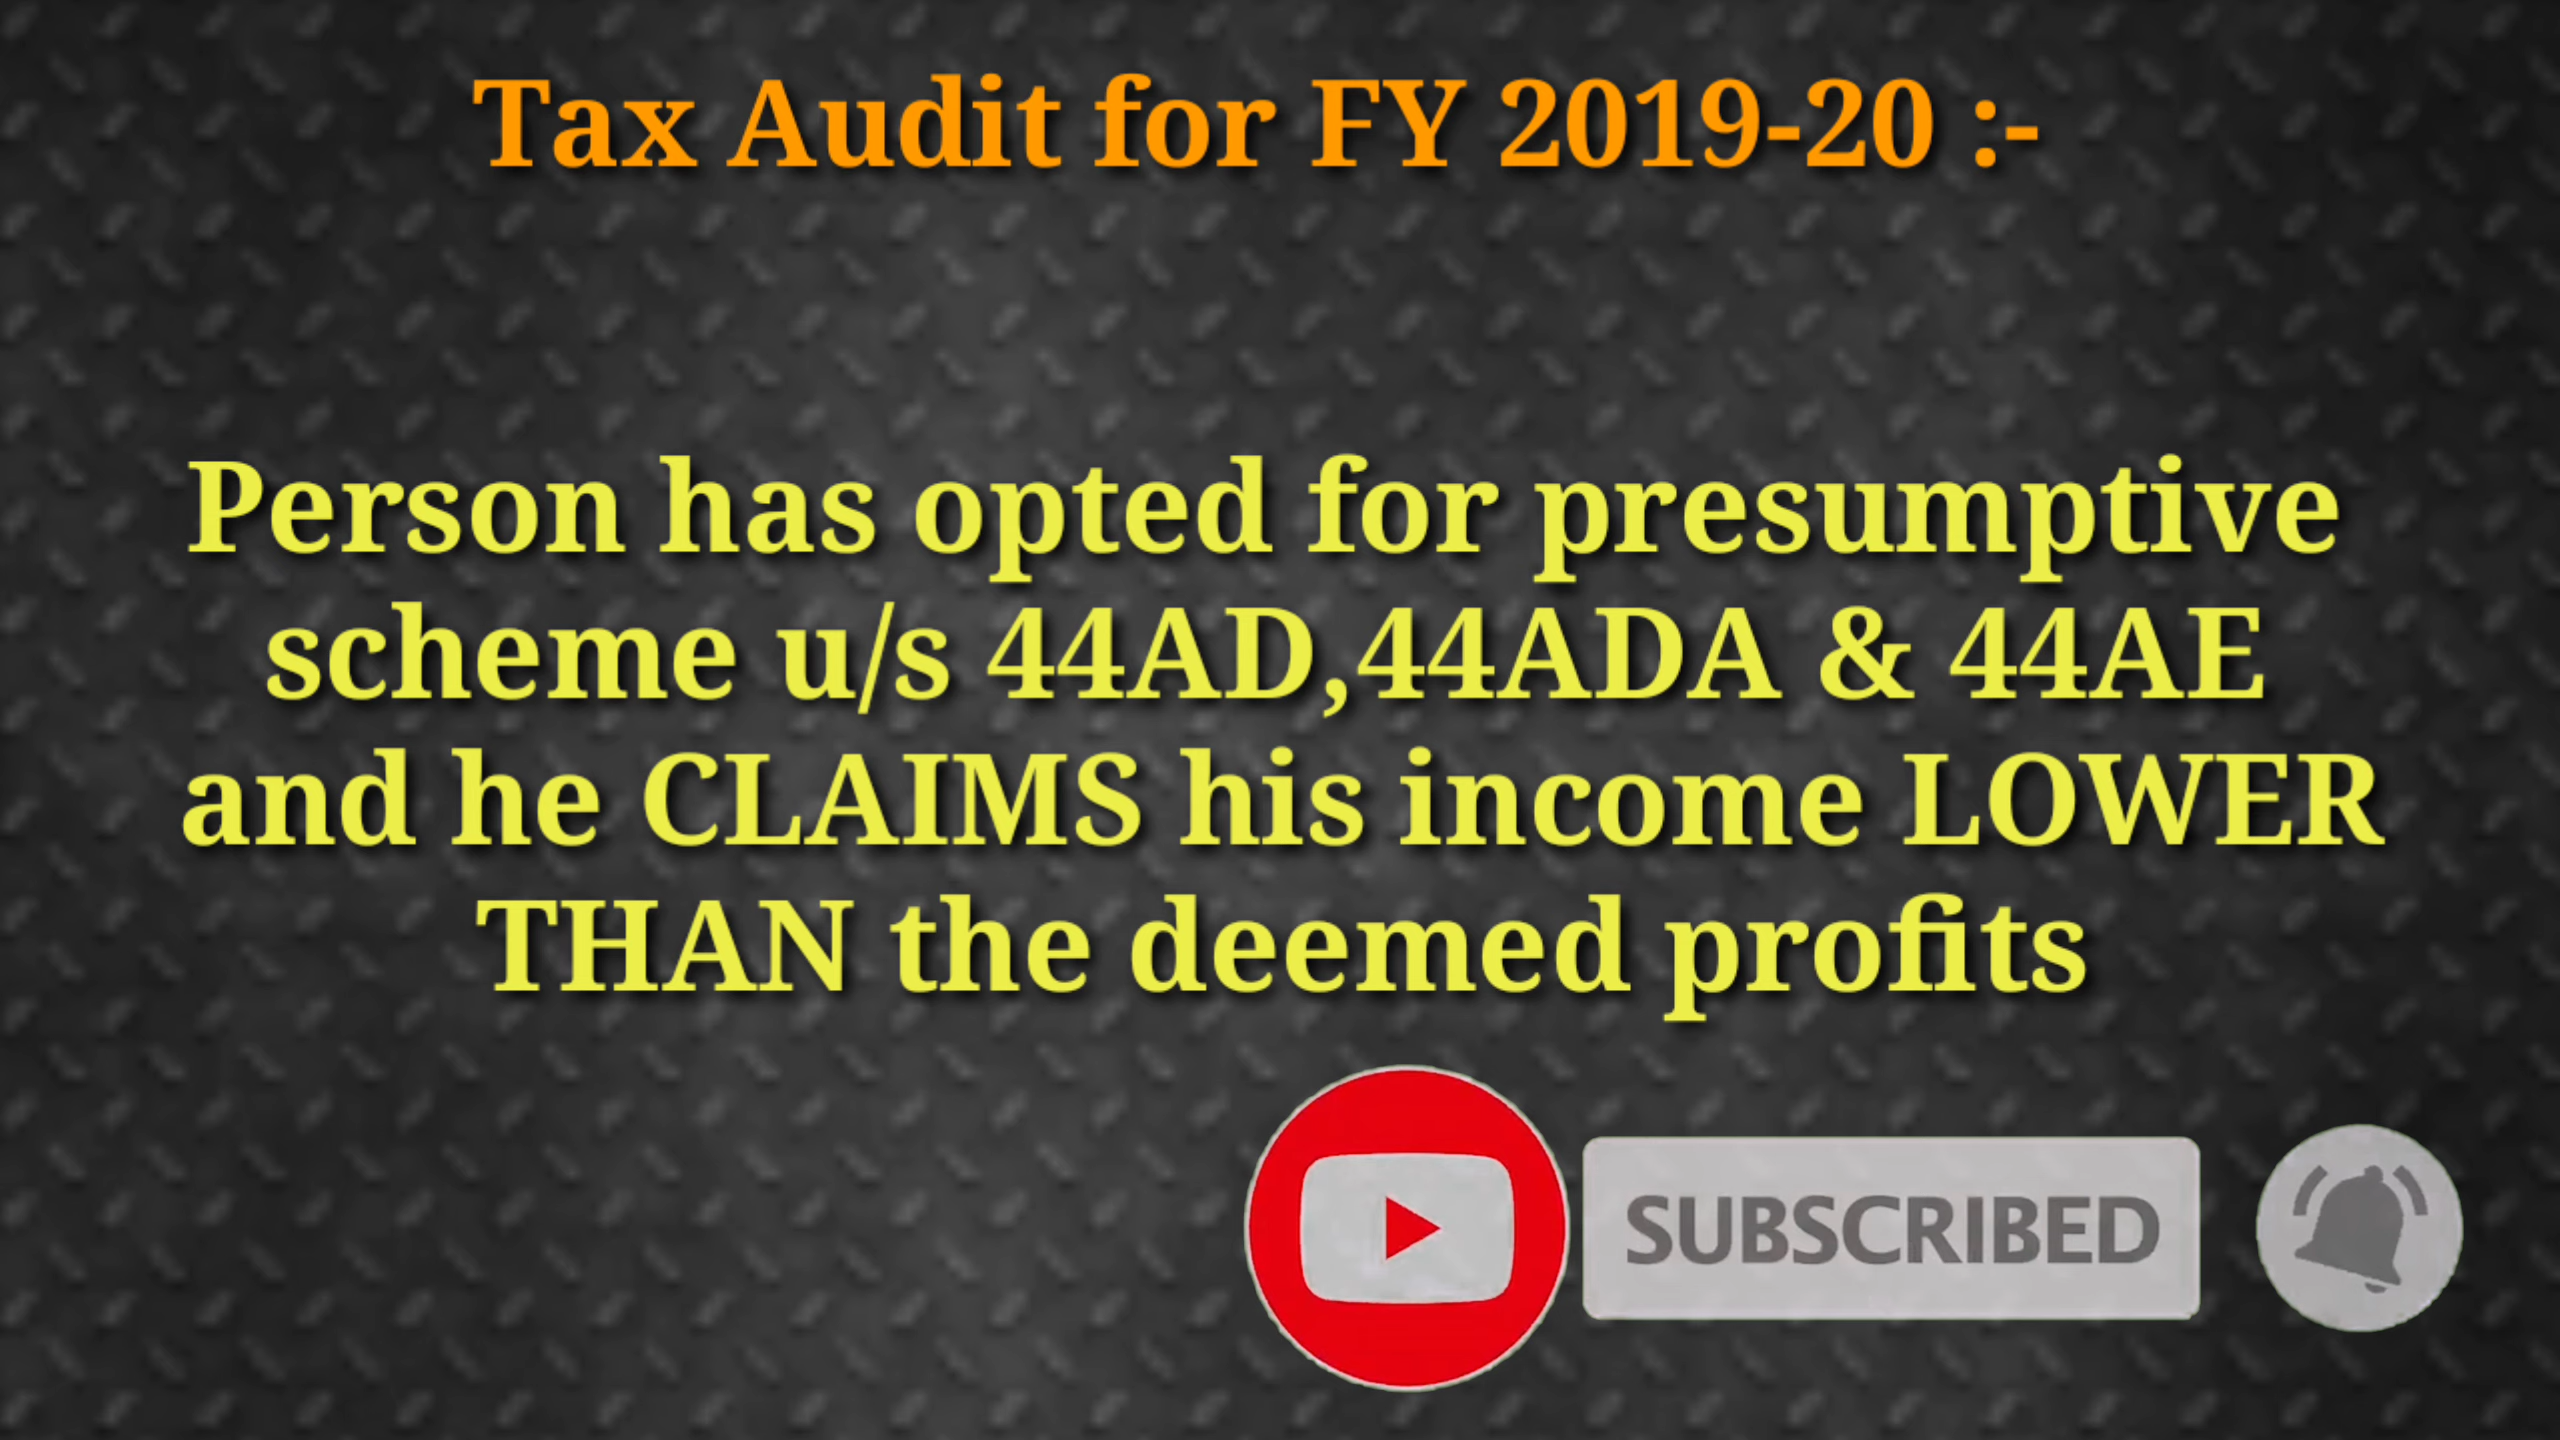 Tax Audit for FY 2019-20 :-
Person has opted for presumptive
scheme u/s 44AD,44ADA & 44AE
and he CLAIMS his income LOWER
THAN the deemed profits
SUBSCRIBED